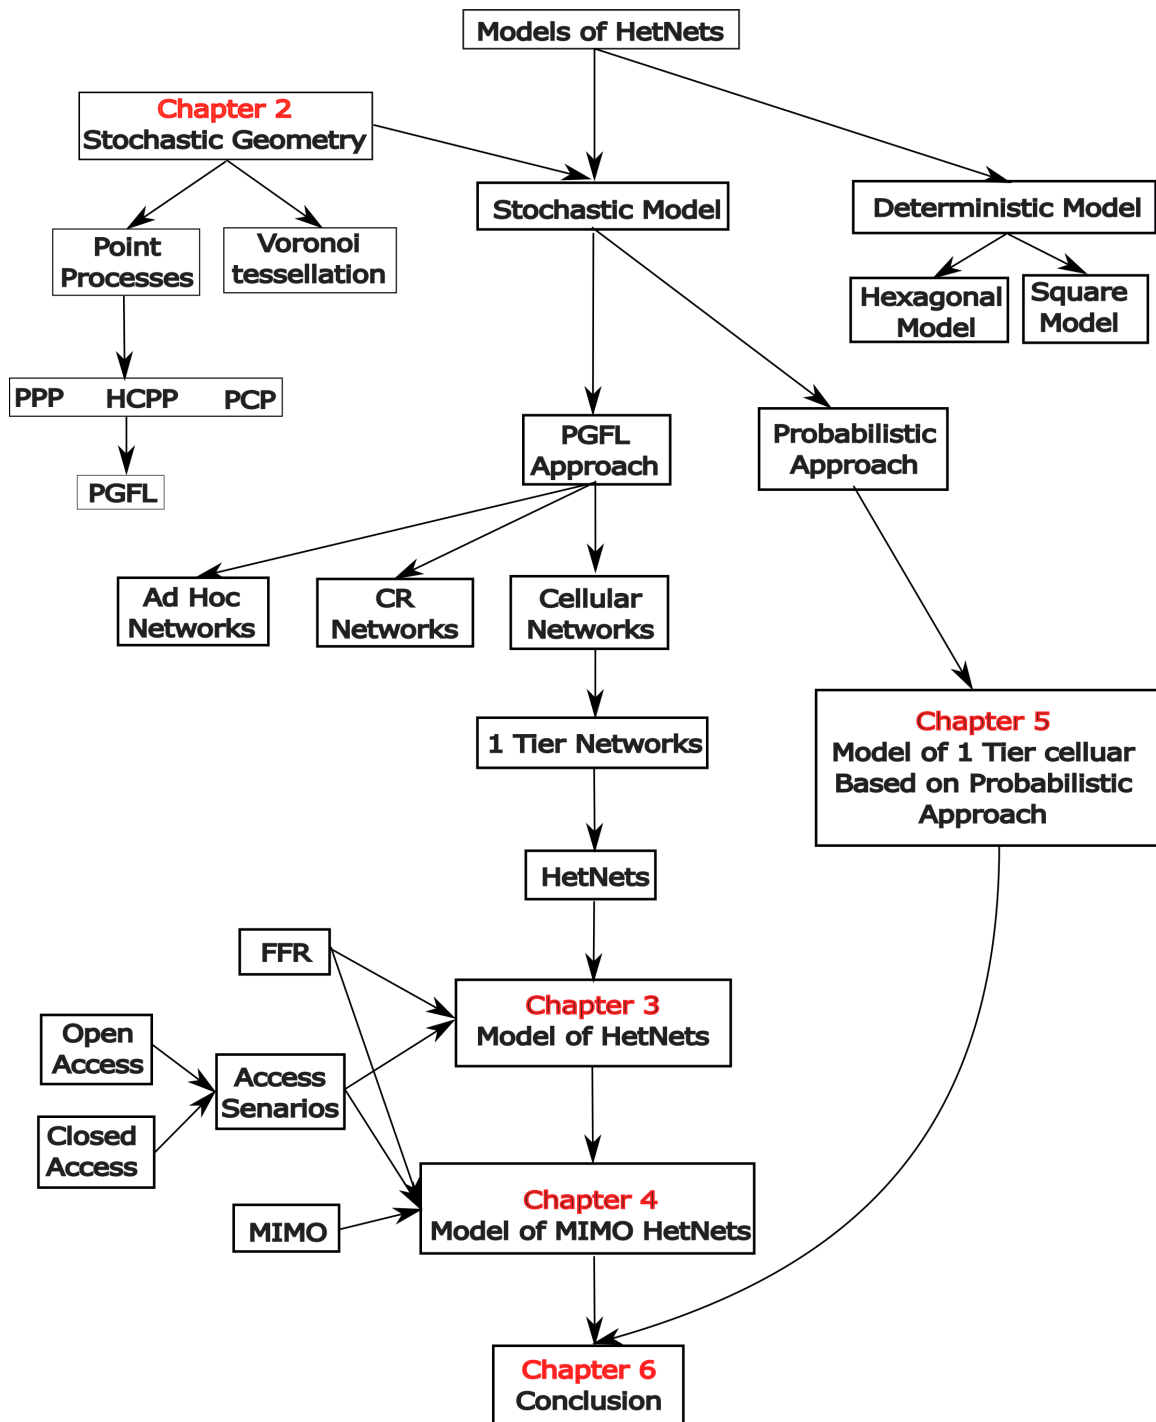 Models of HetNets
Chapter 2
Stochastic Geometry
Stochastic Model
Deterministic Model
Point
Processes
Voronoi
tessellation
Hexagonal
Model
Square
Model
PPP HCPP PCP
PGFL
PGFL
Approach
Probabilistic
Approach
Ad Hoc
Networks
CR
Networks
Cellular
Networks
1 Tier Networks
Chapter 5
Model of 1 Tier celluar
Based on Probabilistic
Approach
HetNets
FFR
Chapter 3
Model of HetNets
Open
Access
Access
Senarios
Closed
Access
Chapter 4
Model of MIMO HetNets
MIMO
Chapter 6
Conclusion